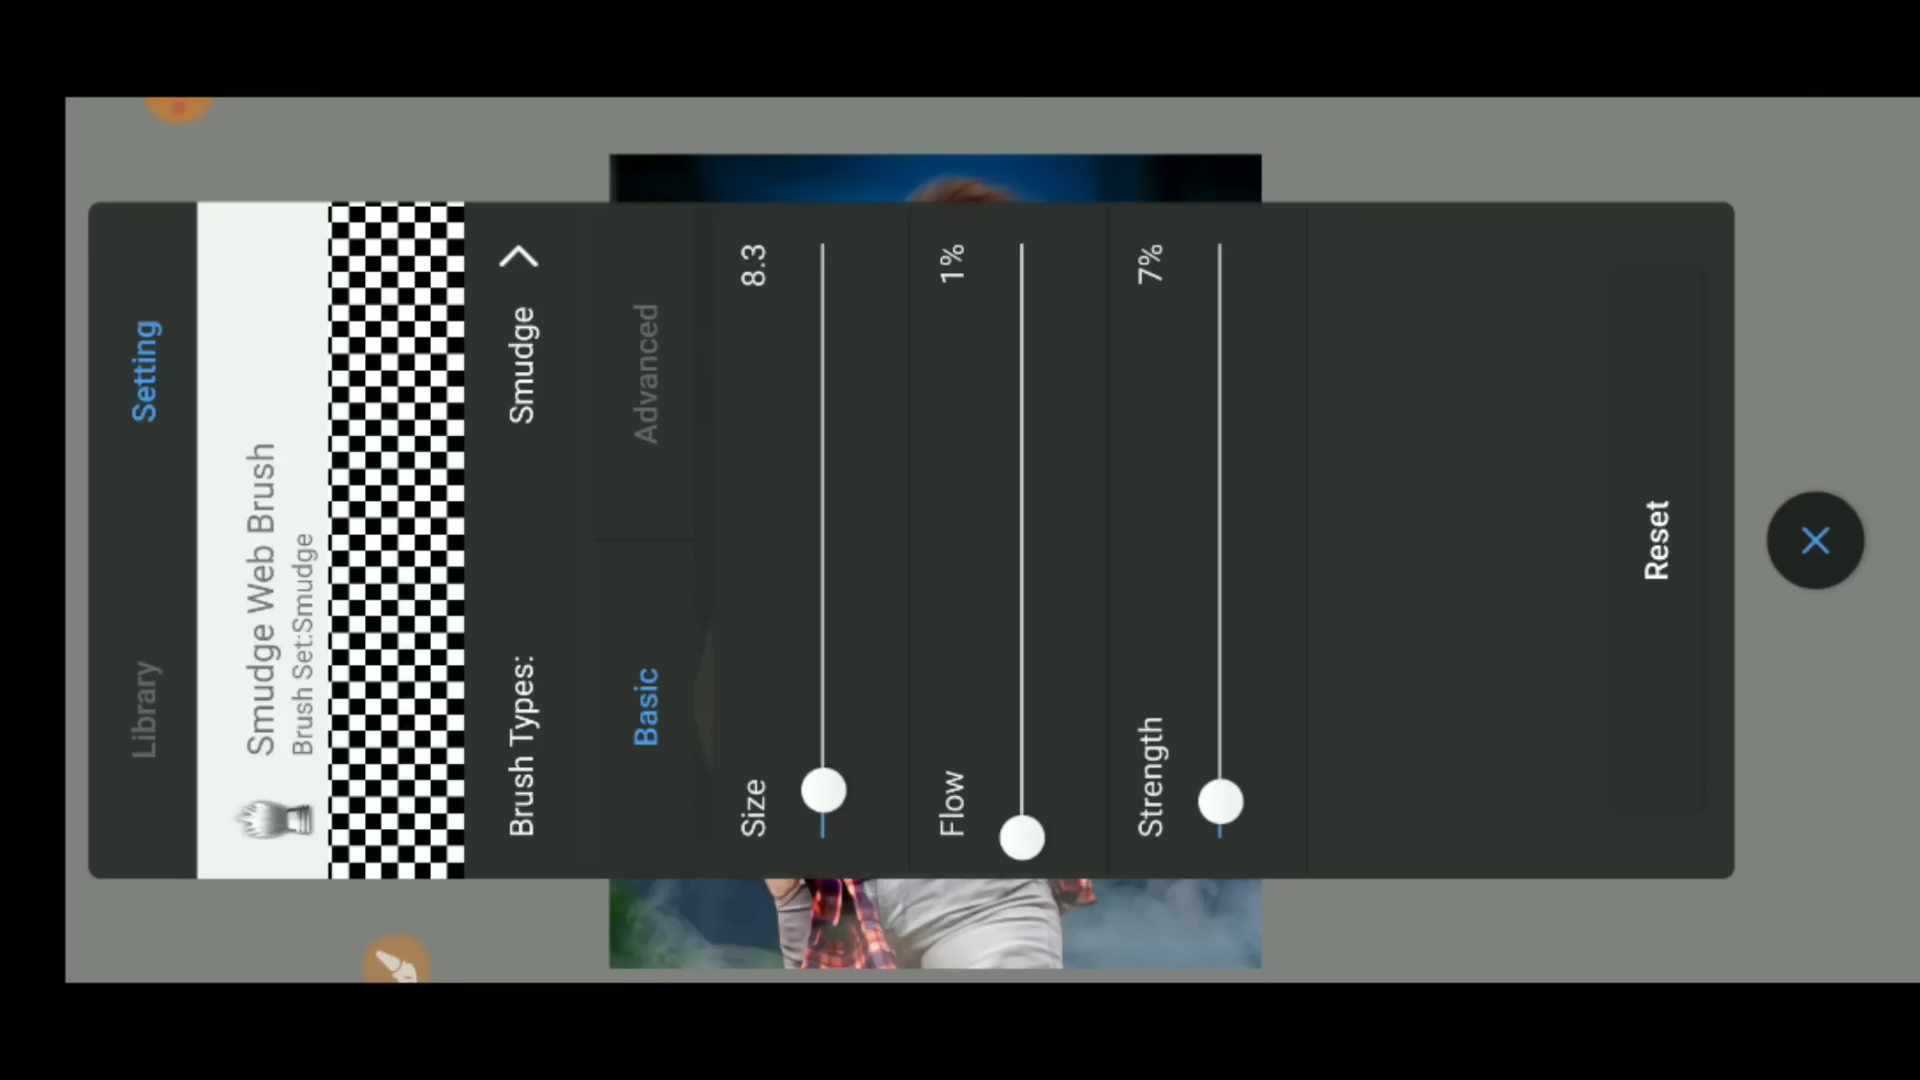 Library Setting
Smudge Web Brush
Brush Set:Smudge
Brush Types: Smudge
Basic Advanced
Size 8.3
Flow 1%
Strength 7%
Reset